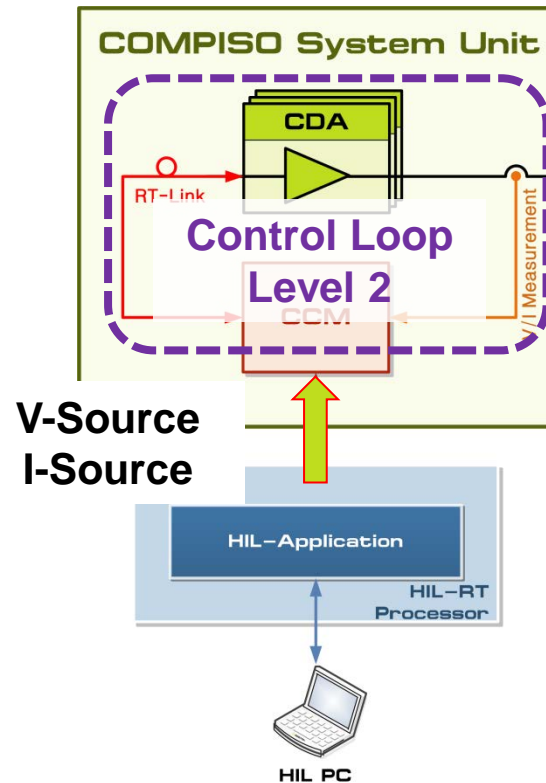 COMPISO System Unit
CDA
RT-Link
Control Loop
Level 2
CCM
V/I Measurement
V-Source
I-Source
HIL-Application
HIL-RT
Processor
HIL PC